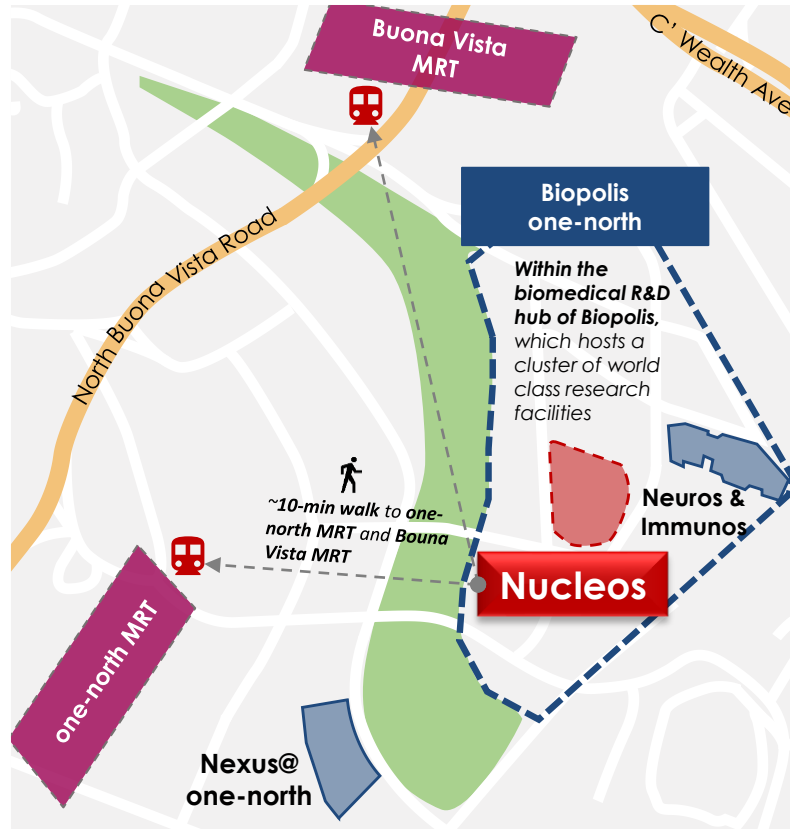 Buona Vista
MRT
C' Wealth Ave
Biopolis
one-north
Within the
biomedical R&D
hub of Biopolis,
which hosts a
cluster of world
class research
facilities
North Buona Vista Road
~10-min walk to one-
north MRT and Bouna
Vista MRT
Neuros &
Immunos
Nucleos
one-north MRT
Nexus@
one-north